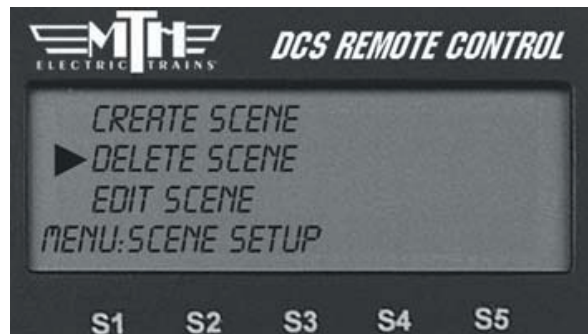 MTH
ELECTRIC TRAINS
DCS REMOTE CONTROL
CREATE SCENE
▶DELETE SCENE
EDIT SCENE
MENU:SCENE SETUP
S1 S2 S3 S4 S5